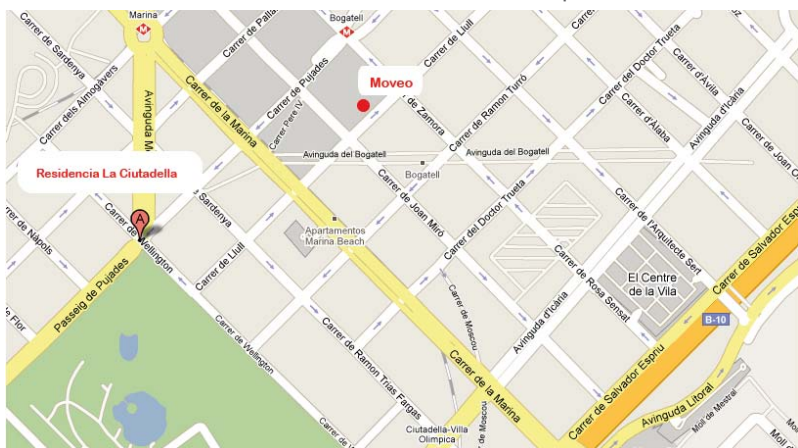 Marina
M
Bogatell
M
Carrer de Pallars
Carrer de Llull
Carrer del Doctor Trueta
Carrer de Sardenya
Carrer dels Almogàvers
Carrer de Pujades
Moveo
Carrer de Ramon Turró
Carrer d'Àvila
Carrer de la Marina
Carrer Pere IV
Carrer de Zamora
Carrer d'Àlaba
Avinguda d'Icària
Avinguda del Bogatell
Avinguda del Bogatell
Bogatell
Residencia La Ciutadella
Sardenya
A
Carrer de Wellington
Carrer de Llull
Apartamentos
Marina Beach
Carrer de Joan Miró
Carrer del Doctor Trueta
Carrer de l'Arquitecte Sert
Carrer de Salvador Espriu
El Centre
de la Vila
Passeig de Pujades
Carrer de Rosa Sensat
B-10
Carrer de Moscou
Avinguda d'Icària
Carrer de Wellington
Carrer de Ramon Trias Fargas
Carrer de la Marina
Carrer de Salvador Espriu
Avinguda Litoral
Moll de Mestral
Ciutadella-Vila
Olimpica